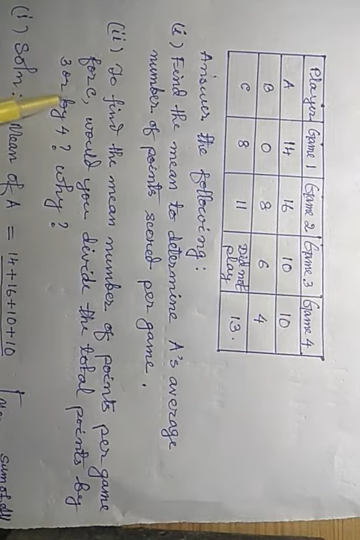 Player Game 1 Game 2 Game 3 Game 4
A 14 16 10 10
B 0 8 6 4
C 8 11 Did not play 13.
Answer the following:
(i) Find the mean to determine A's average
number of points scored per game.
(ii) To find the mean number of points per game
for C, would you divide the total points by
3 or by 4? Why?
(i) Soln: Mean of A = 14+16+10+10